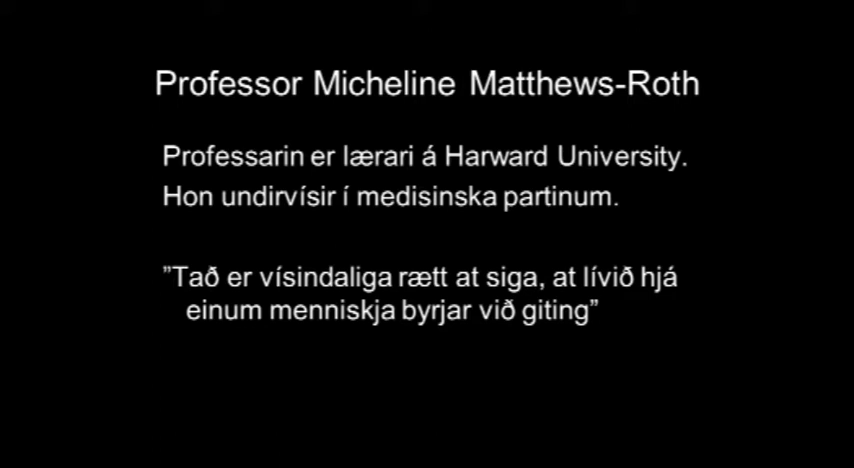 Professor Micheline Matthews-Roth
Professarin er lærari á Harward University.
Hon undirvísir í medisinska partinum.
”Tað er vísindaliga rætt at siga, at lívið hjá
einum menniskja byrjar við giting”